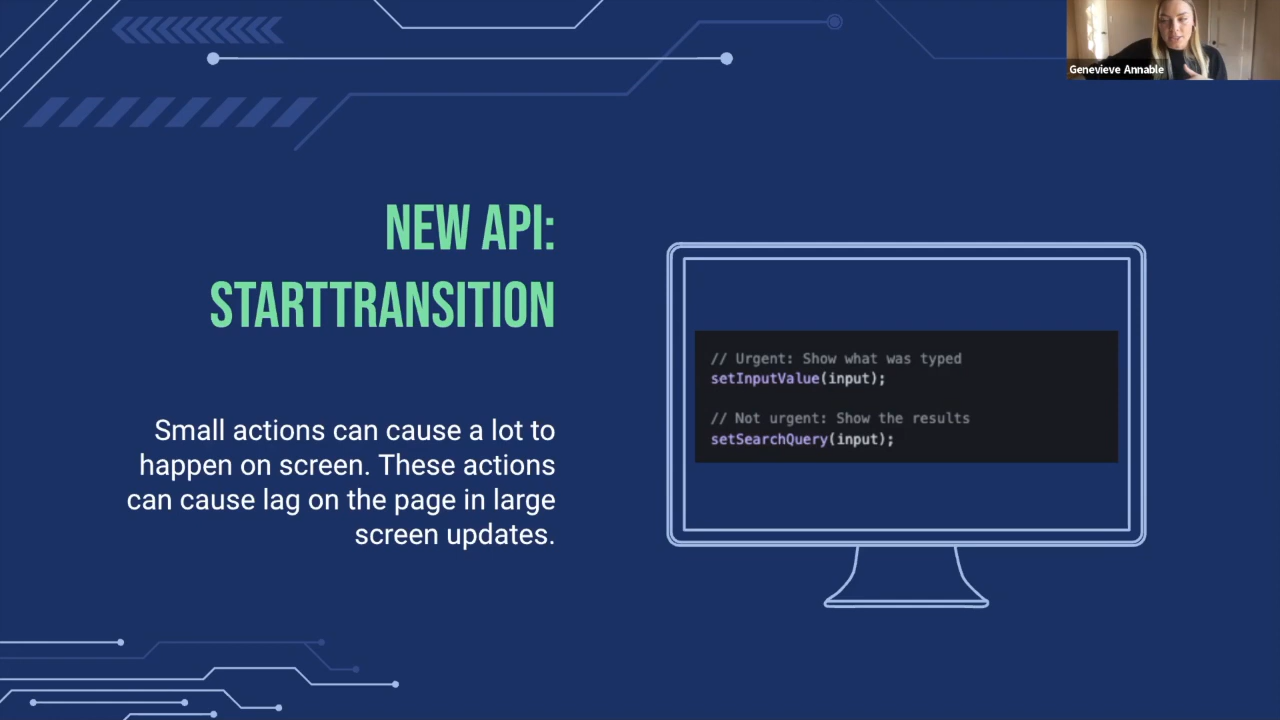 Genevieve Annable
NEW API:
STARTTRANSITION
Small actions can cause a lot to
happen on screen. These actions
can cause lag on the page in large
screen updates.
// Urgent: Show what was typed
setInputValue(input);
// Not urgent: Show the results
setSearchQuery(input);